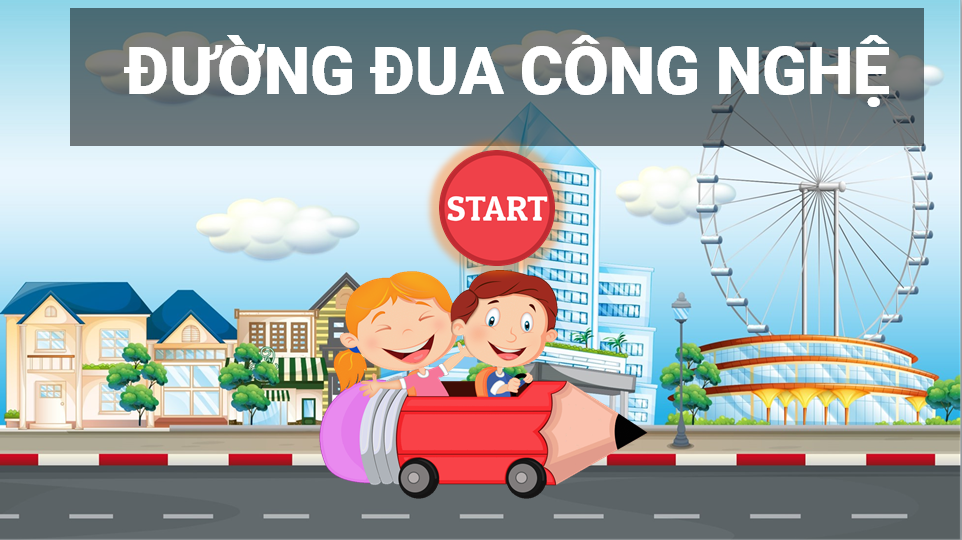 ĐƯỜNG ĐUA CÔNG NGHỆ
START